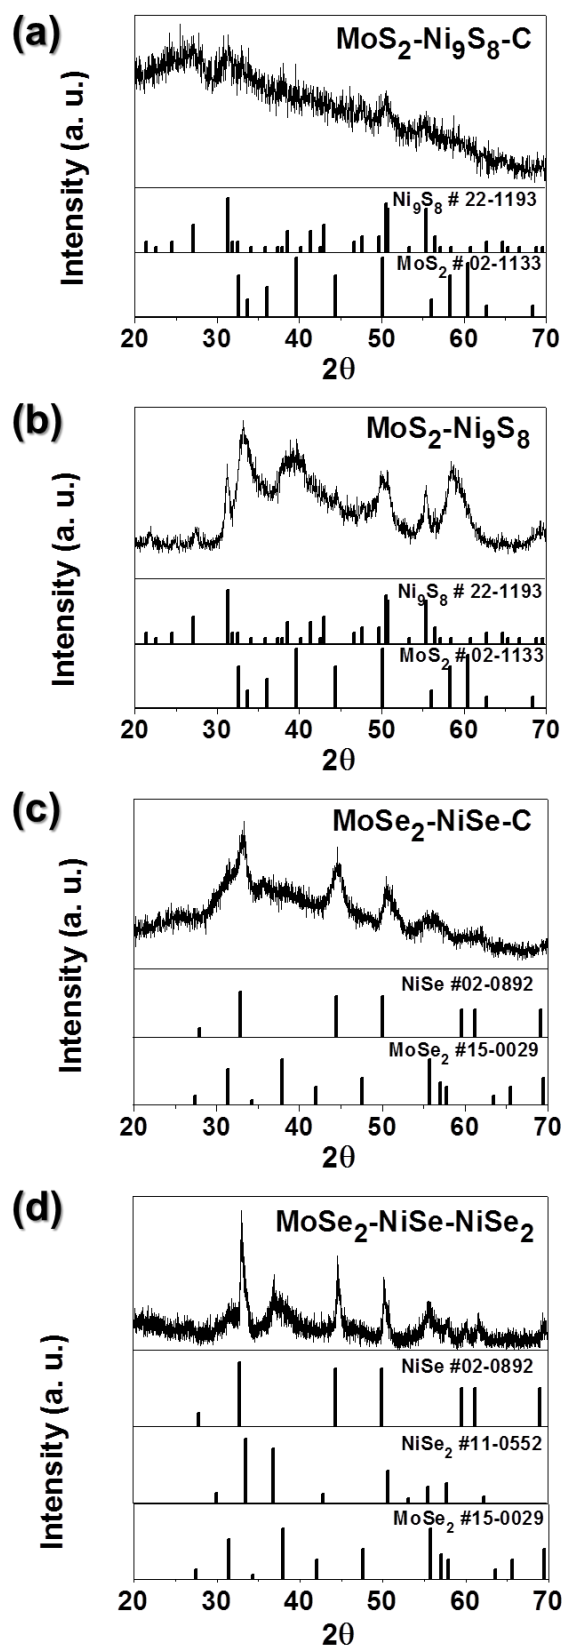 (a)
MoS2-Ni9S8-C
Intensity (a. u.)
Ni9S8 # 22-1193
MoS2 # 02-1133
20 30 40 50 60 70
2θ
(b)
MoS2-Ni9S8
Intensity (a. u.)
Ni9S8 # 22-1193
MoS2 # 02-1133
20 30 40 50 60 70
2θ
(c)
MoSe2-NiSe-C
Intensity (a. u.)
NiSe #02-0892
MoSe2 #15-0029
20 30 40 50 60 70
2θ
(d)
MoSe2-NiSe-NiSe2
Intensity (a. u.)
NiSe #02-0892
NiSe2 #11-0552
MoSe2 #15-0029
20 30 40 50 60 70
2θ